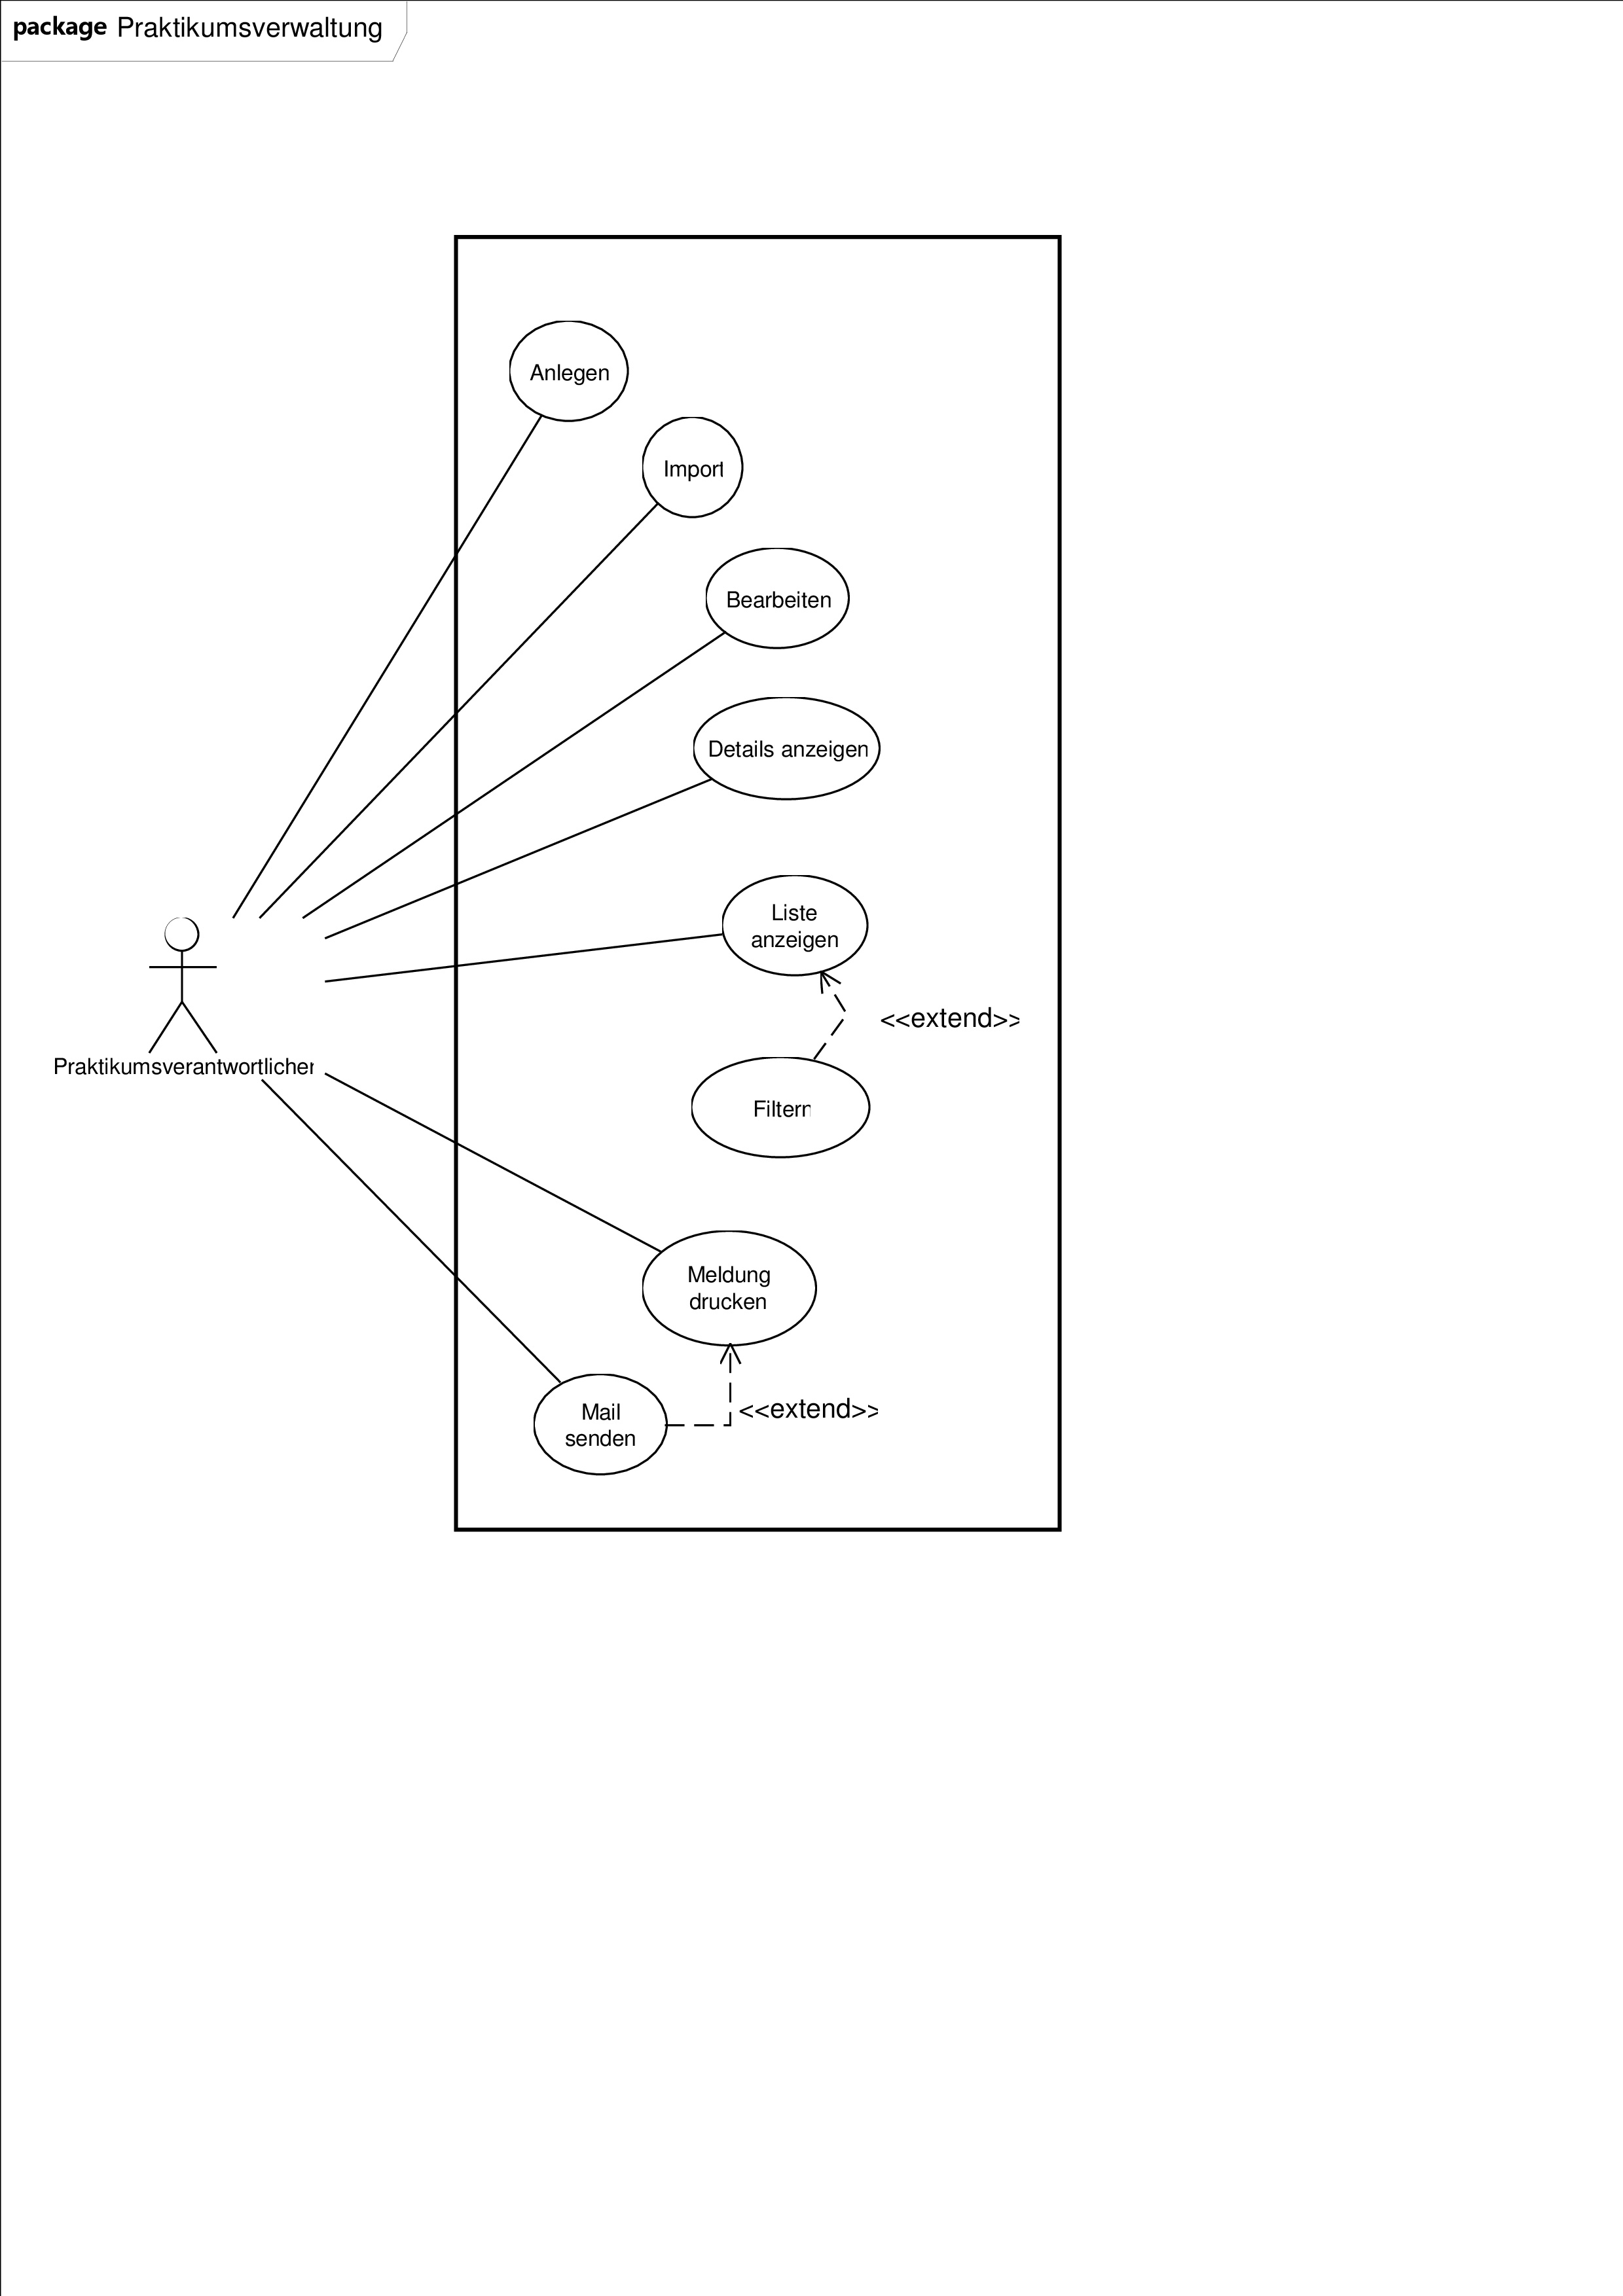 package Praktikumsverwaltung
Anlegen
Import
Bearbeiten
Details anzeigen
Liste
anzeigen
<<extend>>
Praktikumsverantwortlicher
Filtern
Meldung
drucken
<<extend>>
Mail
senden